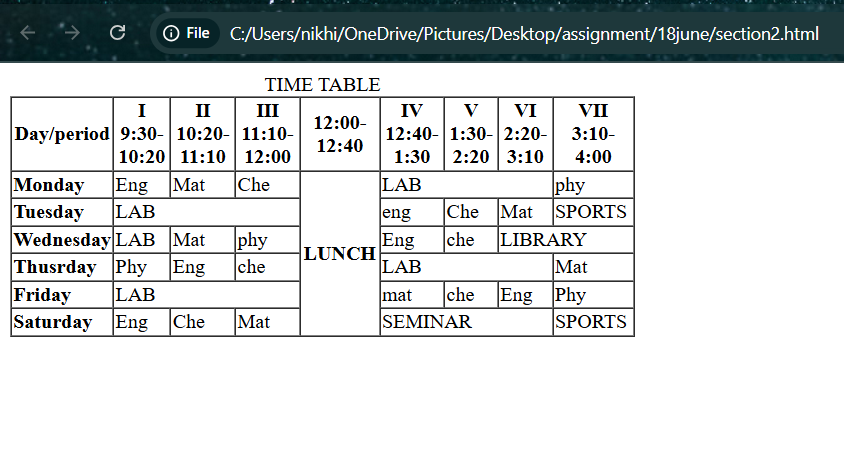 File C:/Users/nikhi/OneDrive/Pictures/Desktop/assignment/18june/section2.html
TIME TABLE
Day/period I 9:30-10:20 II 10:20-11:10 III 11:10-12:00 12:00-12:40 IV 12:40-1:30 V 1:30-2:20 VI 2:20-3:10 VII 3:10-4:00
Monday Eng Mat Che LAB phy
Tuesday LAB eng Che Mat SPORTS
Wednesday LAB Mat phy LUNCH Eng che LIBRARY
Thusrday Phy Eng che LAB Mat
Friday LAB mat che Eng Phy
Saturday Eng Che Mat SEMINAR SPORTS